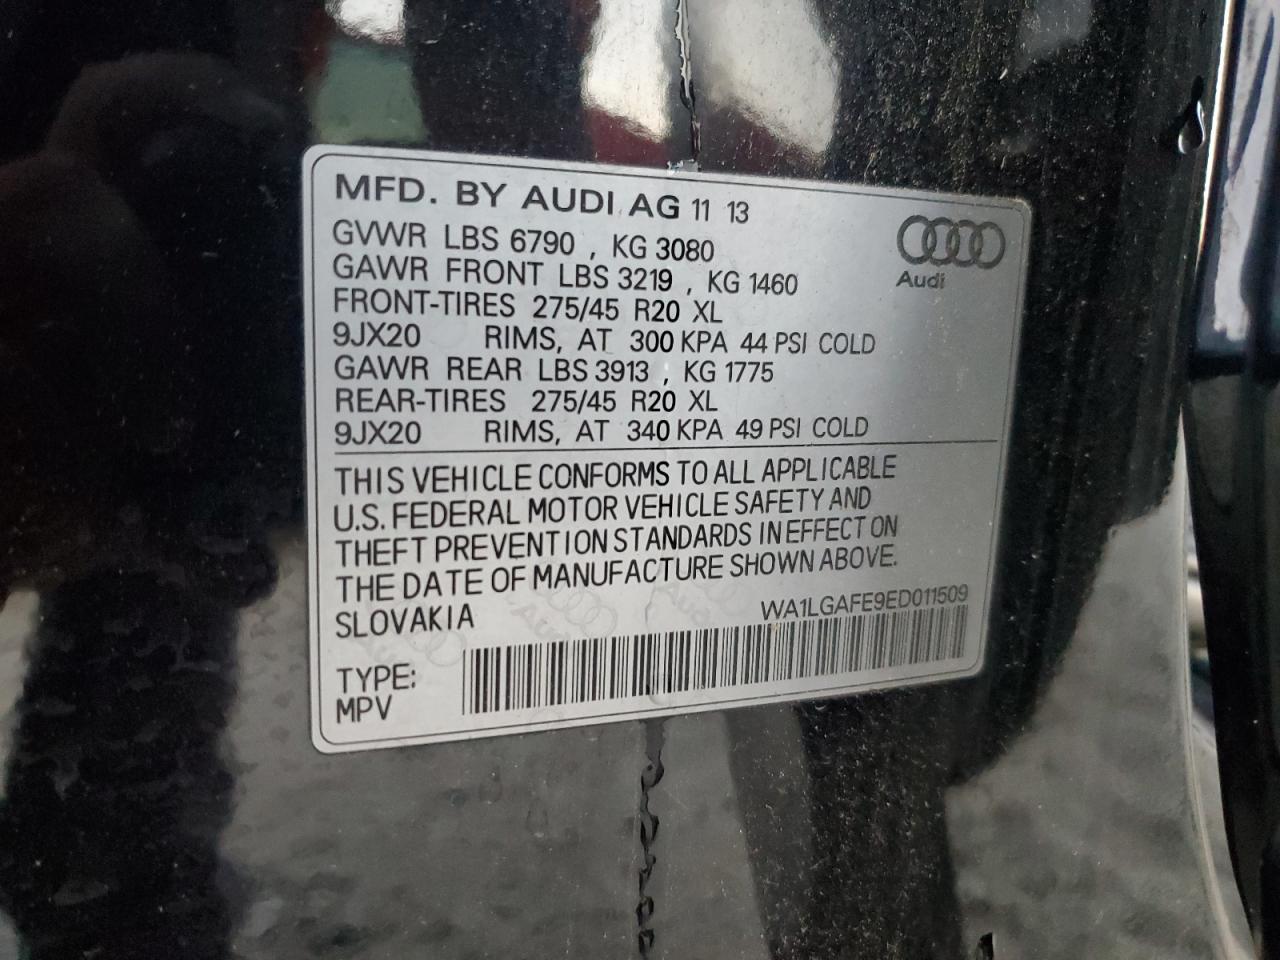 MFD. BY AUDI AG 11 13
GVWR LBS 6790 , KG 3080
GAWR FRONT LBS 3219 , KG 1460
FRONT-TIRES 275/45 R20 XL
9JX20 RIMS, AT 300 KPA 44 PSI COLD
GAWR REAR LBS 3913 , KG 1775
REAR-TIRES 275/45 R20 XL
9JX20 RIMS, AT 340 KPA 49 PSI COLD
Audi
THIS VEHICLE CONFORMS TO ALL APPLICABLE
U.S. FEDERAL MOTOR VEHICLE SAFETY AND
THEFT PREVENTION STANDARDS IN EFFECT ON
THE DATE OF MANUFACTURE SHOWN ABOVE.
SLOVAKIA
WA1LGAFE9ED011509
TYPE:
MPV